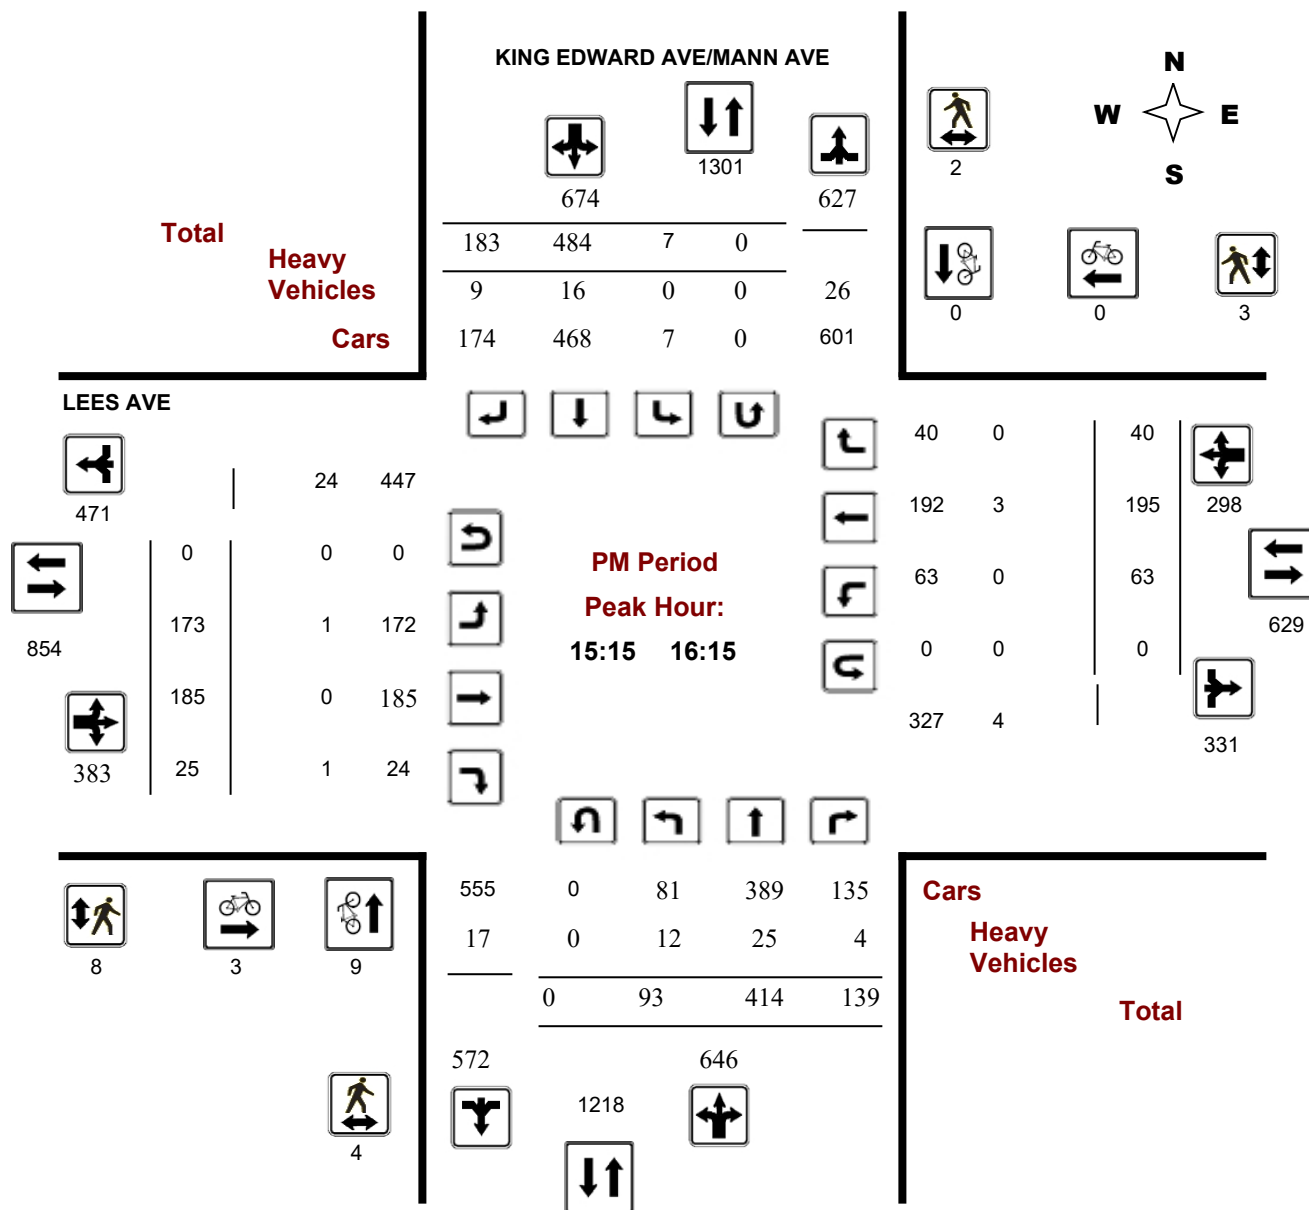 KING EDWARD AVE/MANN AVE
N
W E
S
1301
2
674 627
Total
183 484 7 0
Heavy
Vehicles
9 16 0 0 26
0 0 3
Cars
174 468 7 0 601
LEES AVE
40 0 40
24 447
471
192 3 195 298
0 0 0
PM Period
63 0 63
Peak Hour:
173 1 172
629
854
15:15 16:15
0 0 0
185 0 185
327 4
331
383 25 1 24
555 0 81 389 135
Cars
17 0 12 25 4
Heavy
Vehicles
8 3 9
0 93 414 139
Total
572 646
1218
4